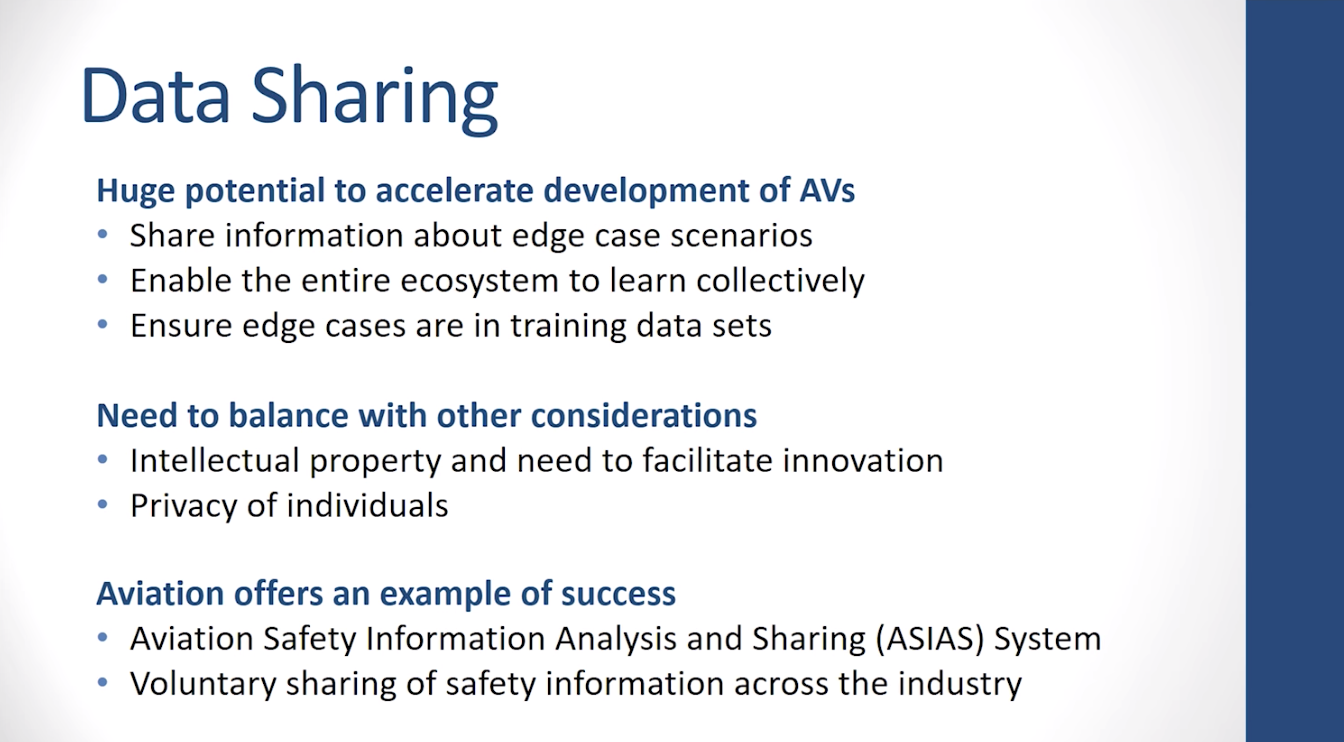 Data Sharing
Huge potential to accelerate development of AVs
• Share information about edge case scenarios
• Enable the entire ecosystem to learn collectively
• Ensure edge cases are in training data sets
Need to balance with other considerations
• Intellectual property and need to facilitate innovation
• Privacy of individuals
Aviation offers an example of success
• Aviation Safety Information Analysis and Sharing (ASIAS) System
• Voluntary sharing of safety information across the industry